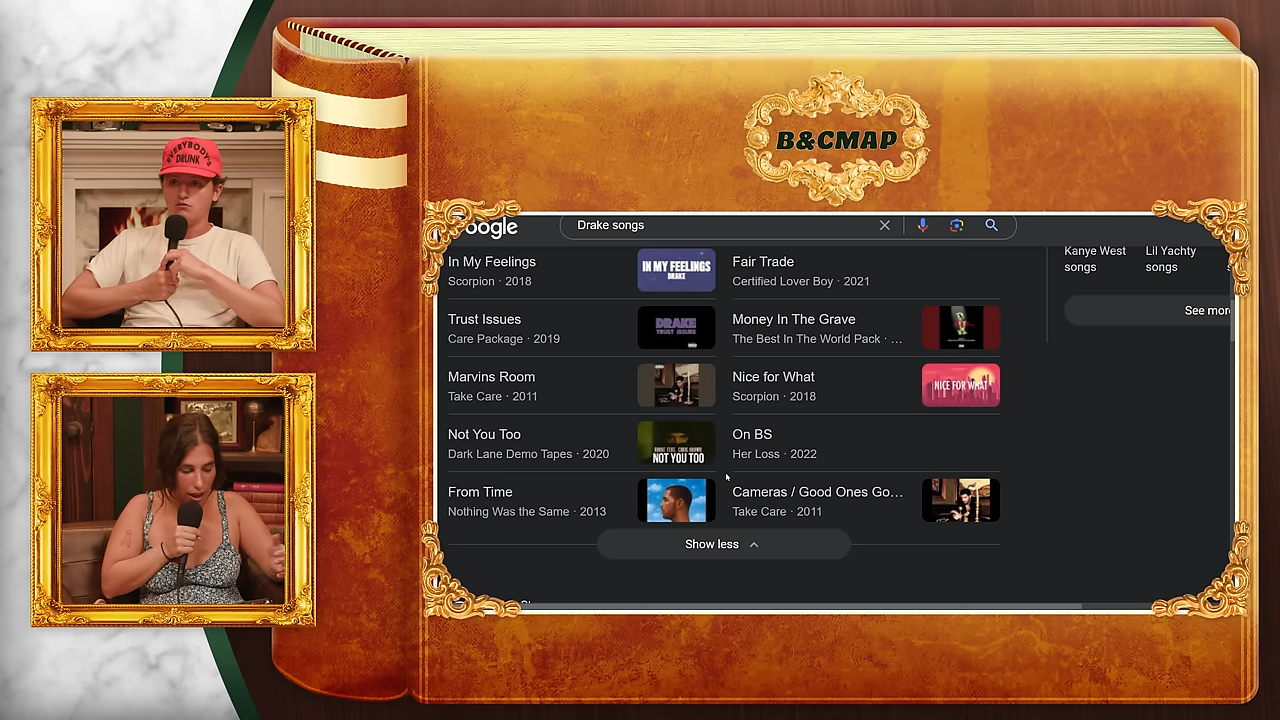 EVERYBODY'S
DRUNK
B&CMAP
oogle
Drake songs
In My Feelings
Scorpion · 2018
IN MY FEELINGS
DRAKE
Fair Trade
Certified Lover Boy · 2021
Trust Issues
Care Package · 2019
DRAKE
TRUST ISSUES
Money In The Grave
The Best In The World Pack · ...
Marvins Room
Take Care · 2011
Nice for What
Scorpion · 2018
NICE FOR WHAT
Not You Too
Dark Lane Demo Tapes · 2020
NOT YOU TOO
On BS
Her Loss · 2022
From Time
Nothing Was the Same · 2013
Cameras / Good Ones Go...
Take Care · 2011
Show less
Kanye West
songs
Lil Yachty
songs
See more